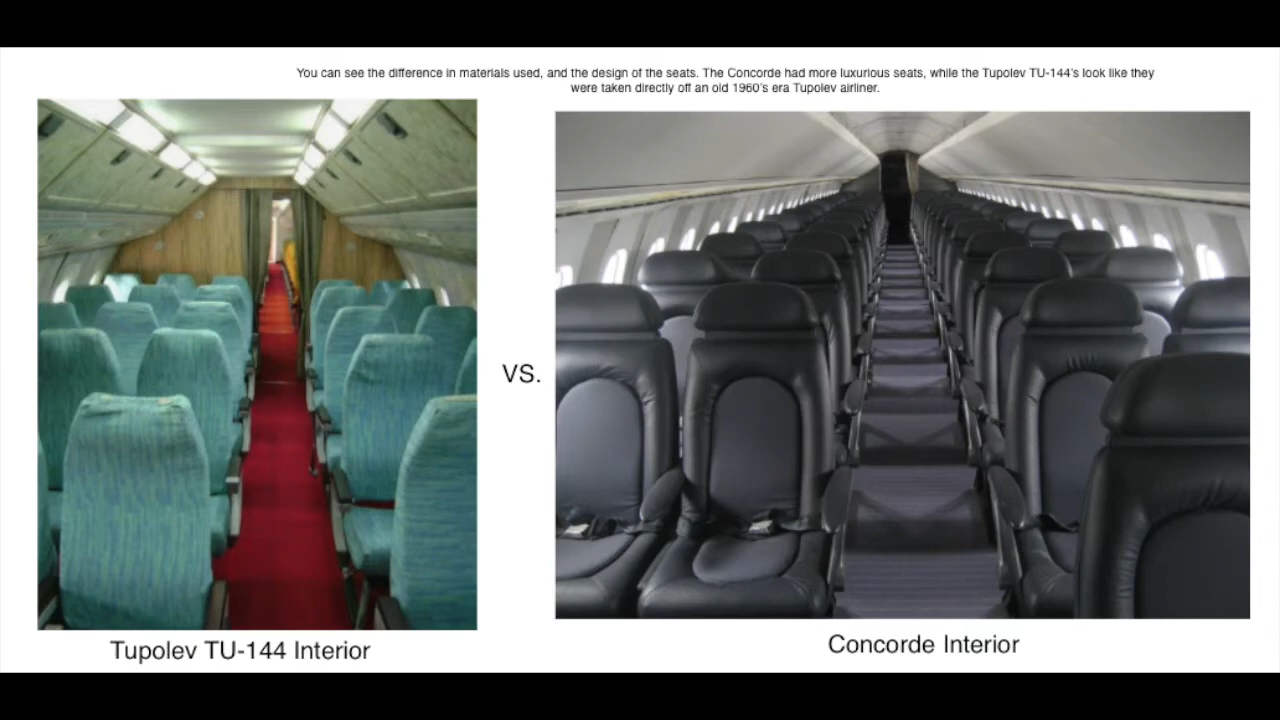 You can see the difference in materials used, and the design of the seats. The Concorde had more luxurious seats, while the Tupolev TU-144's look like they
were taken directly off an old 1960's era Tupolev airliner.
VS.
Tupolev TU-144 Interior
Concorde Interior